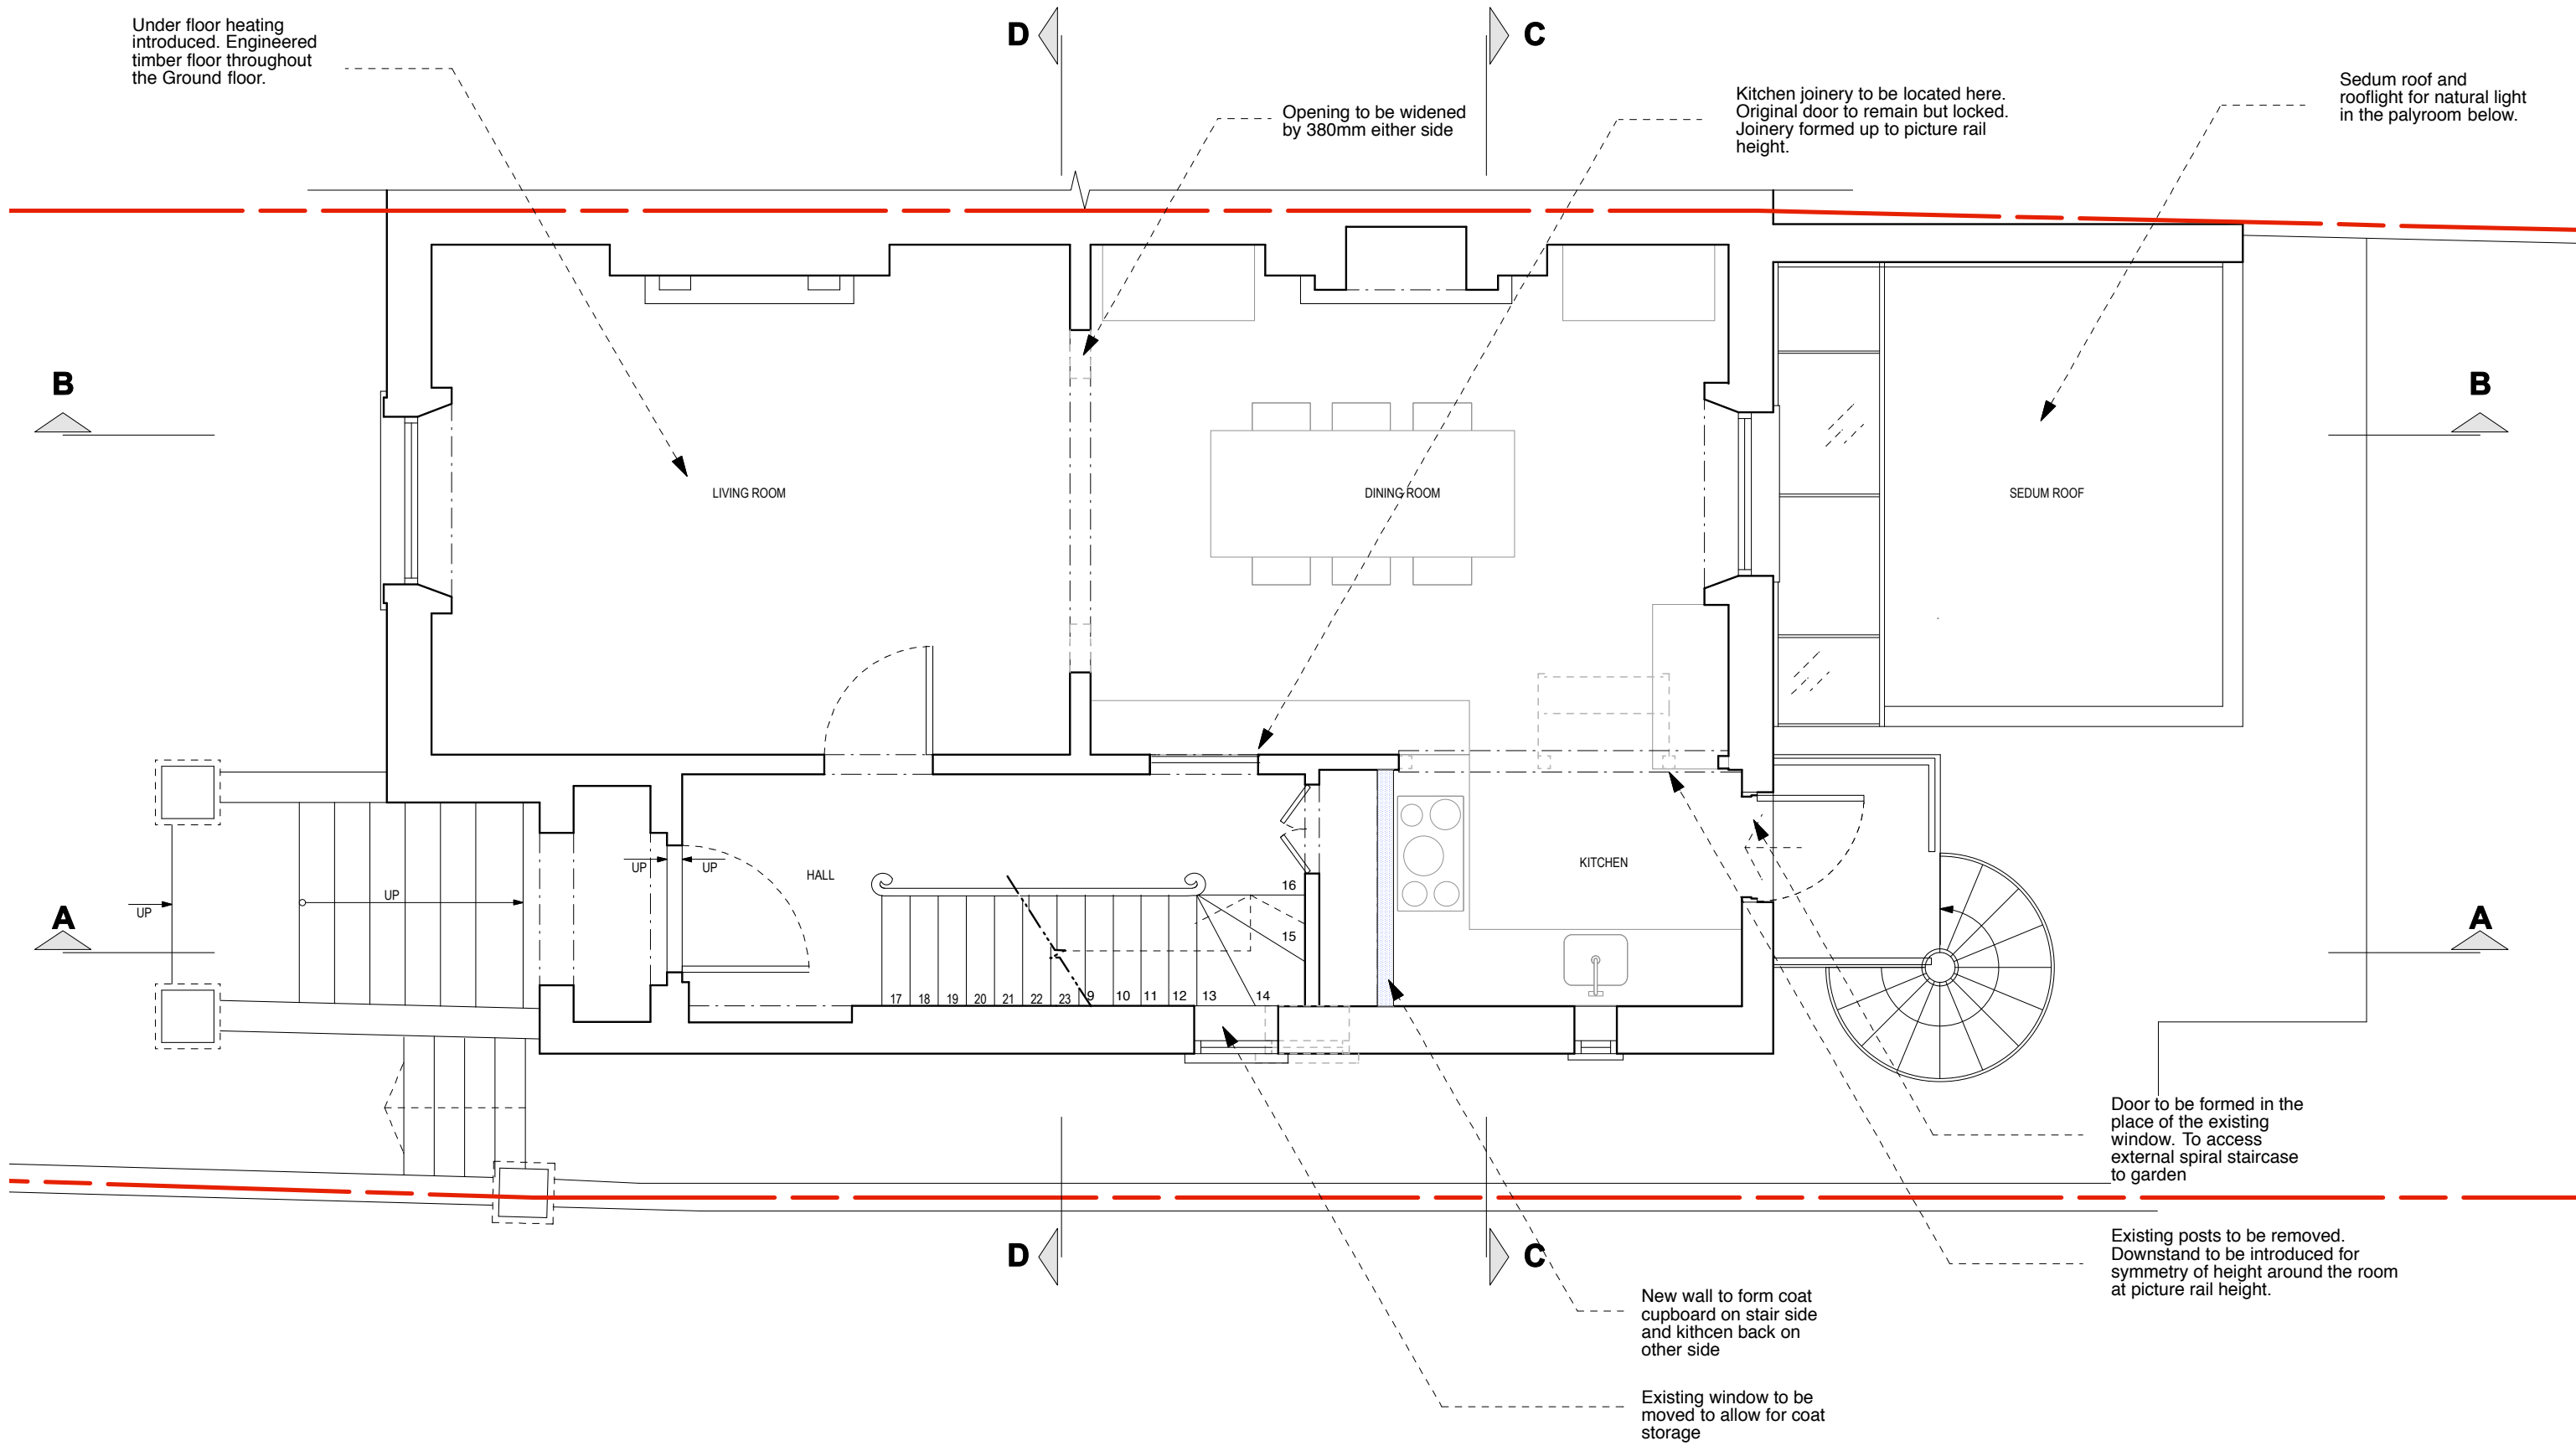 Under floor heating
introduced. Engineered
timber floor throughout
the Ground floor.
D
C
Opening to be widened
by 380mm either side
Kitchen joinery to be located here.
Original door to remain but locked.
Joinery formed up to picture rail
height.
Sedum roof and
rooflight for natural light
in the palyroom below.
B
B
LIVING ROOM
DINING ROOM
SEDUM ROOF
UP
UP
UP
UP
HALL
KITCHEN
A
A
16
15
17
18
19
20
21
22
23
9
10
11
12
13
14
Door to be formed in the
place of the existing
window. To access
external spiral staircase
to garden
D
C
Existing posts to be removed.
Downstand to be introduced for
symmetry of height around the room
at picture rail height.
New wall to form coat
cupboard on stair side
and kithcen back on
other side
Existing window to be
moved to allow for coat
storage